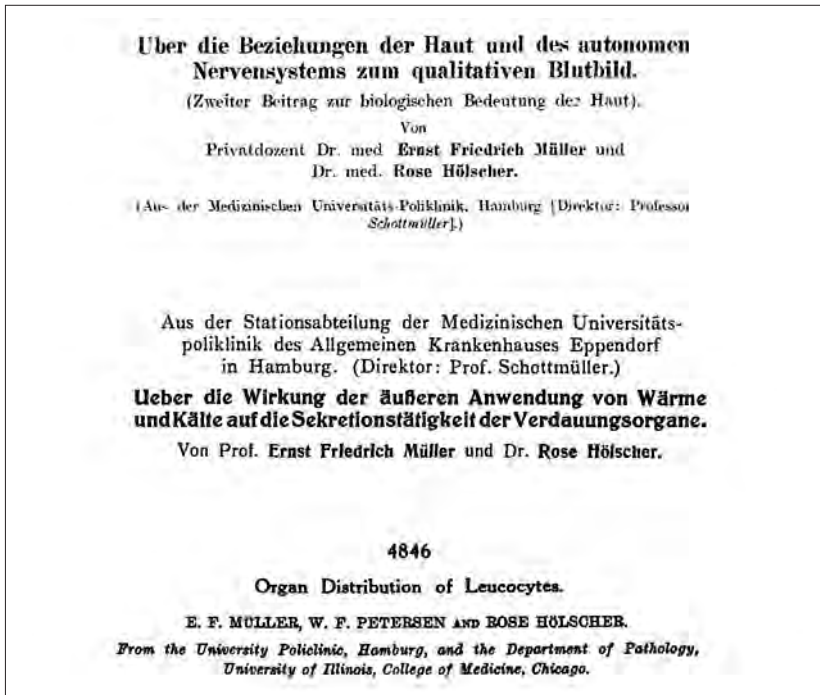 Über die Beziehungen der Haut und des autonomen
Nervensystems zum qualitativen Blutbild.
(Zweiter Beitrag zur biologischen Bedeutung der Haut).
Von
Privatdozent Dr. med Ernst Friedrich Müller und
Dr. med. Rose Hölscher.
(Aus der Medizinischen Universitäts-Poliklinik, Hamburg [Direktor: Professor
Schottmüller].)
Aus der Stationsabteilung der Medizinischen Universitäts-
poliklinik des Allgemeinen Krankenhauses Eppendorf
in Hamburg. (Direktor: Prof. Schottmüller.)
Ueber die Wirkung der äußeren Anwendung von Wärme
und Kälte auf die Sekretionstätigkeit der Verdauungsorgane.
Von Prof. Ernst Friedrich Müller und Dr. Rose Hölscher.
4846
Organ Distribution of Leucocytes.
E. F. MÜLLER, W. F. PETERSEN AND ROSE HÖLSCHER.
From the University Policlinic, Hamburg, and the Department of Pathology,
University of Illinois, College of Medicine, Chicago.